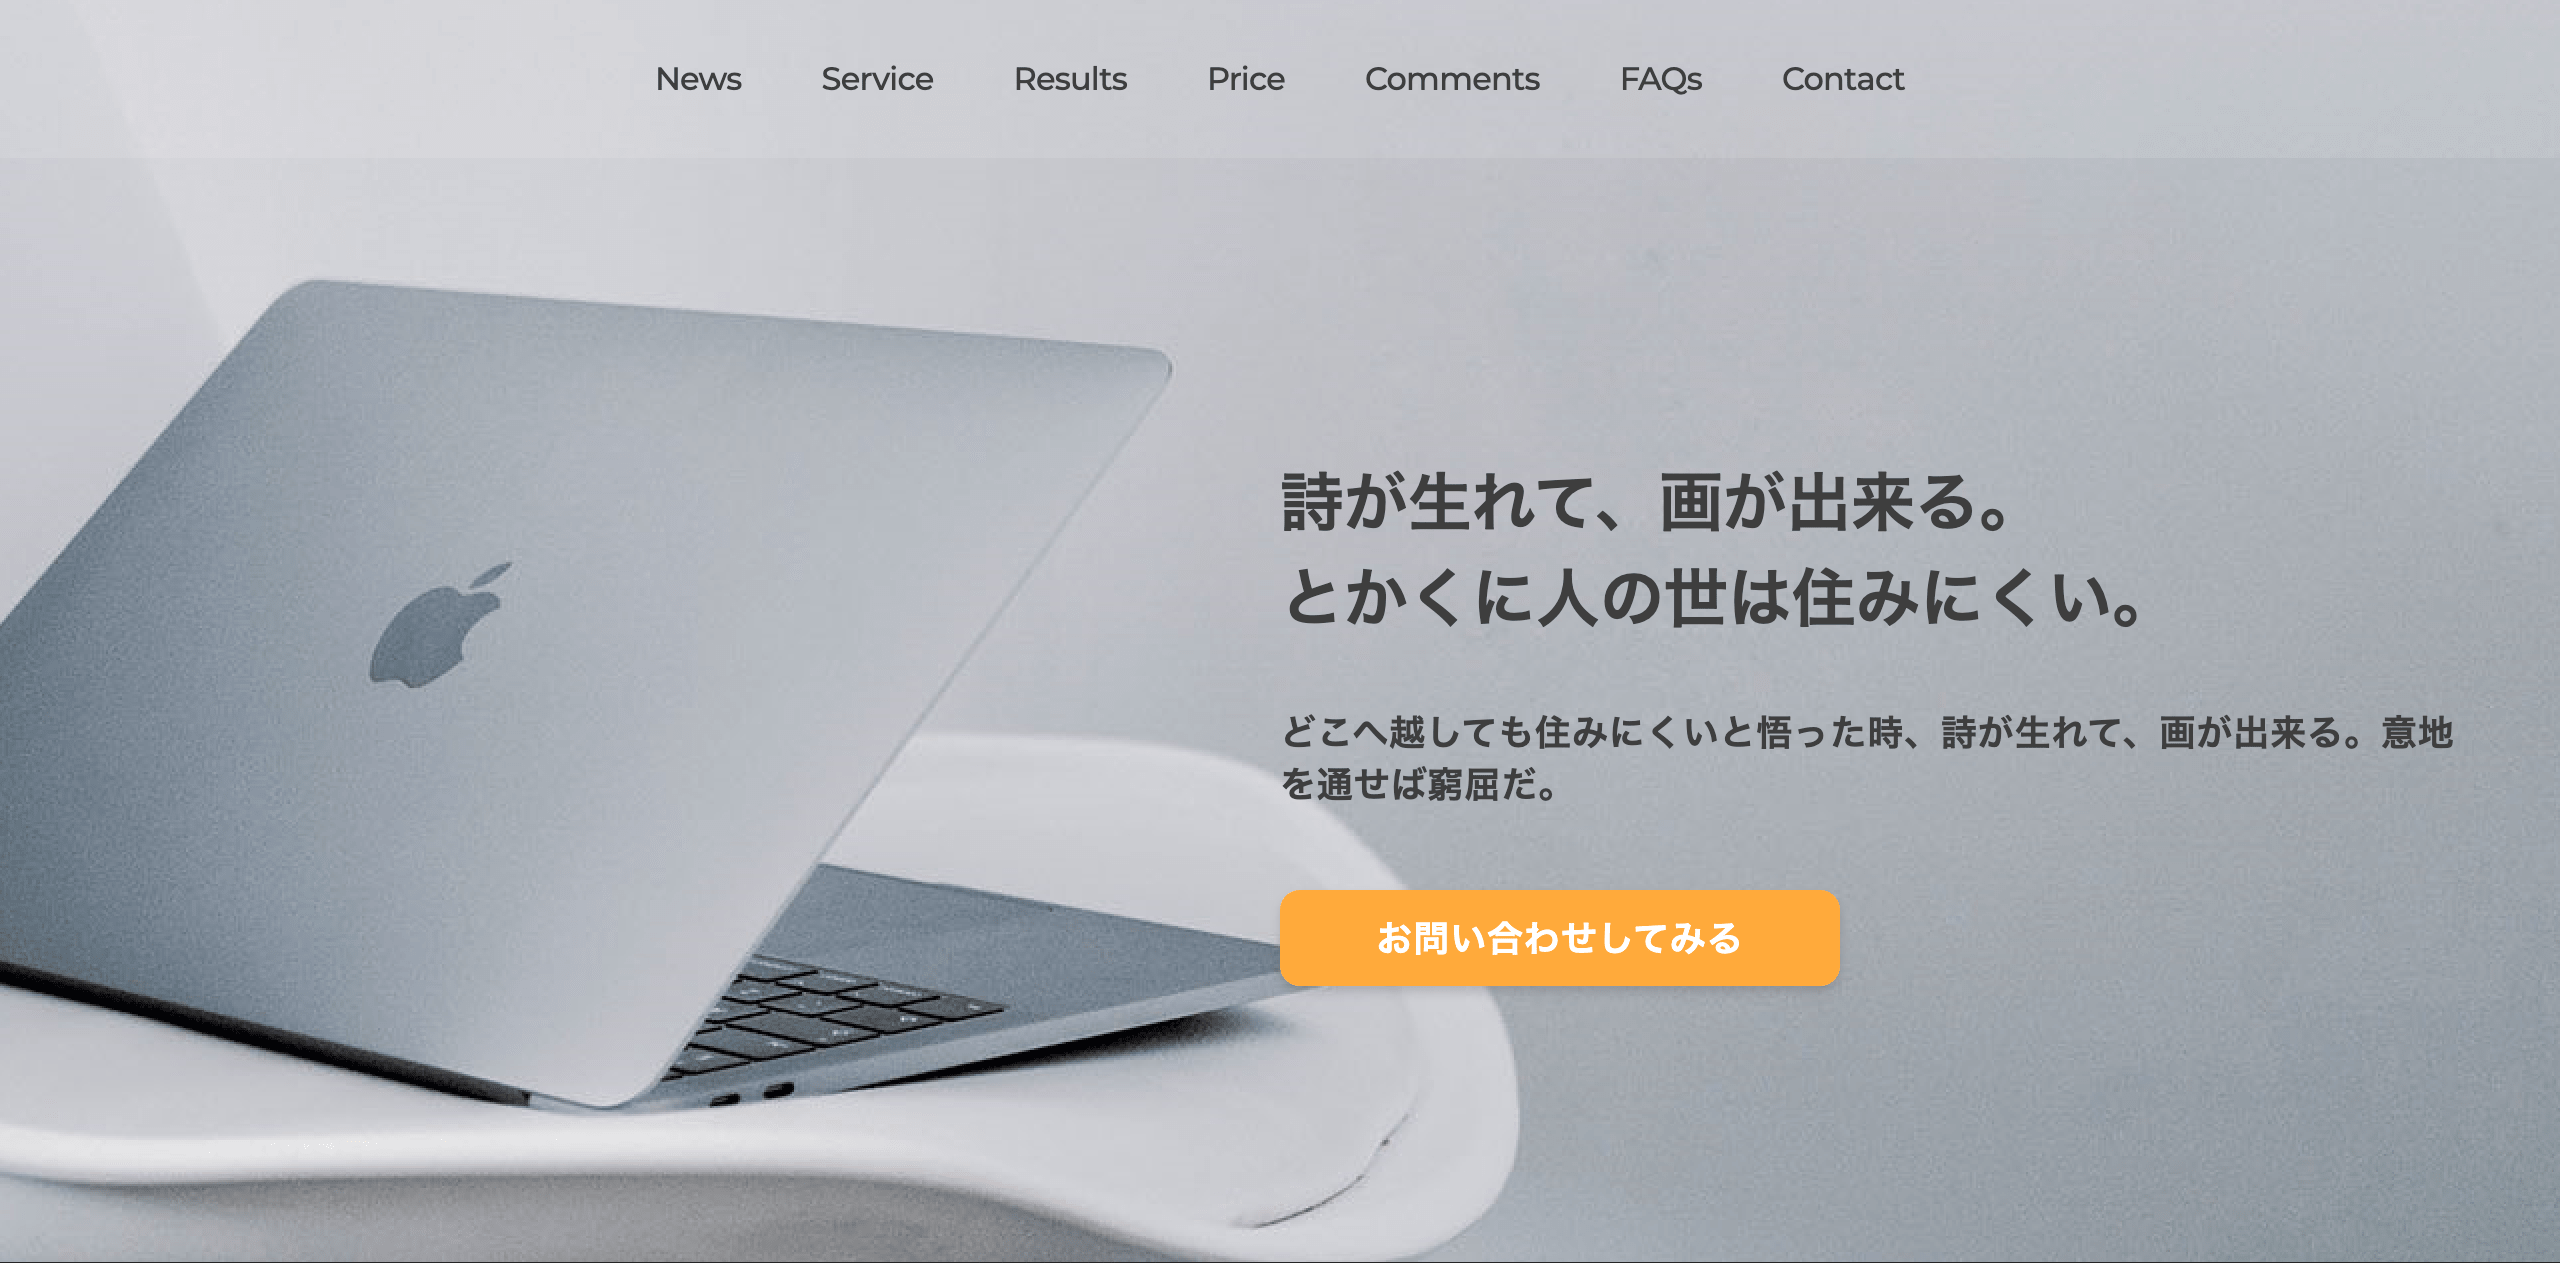 News Service Results Price Comments FAQs Contact
詩が生れて、画が出来る。
とかくに人の世は住みにくい。
どこへ越しても住みにくいと悟った時、詩が生れて、画が出来る。意地
を通せば窮屈だ。
お問い合わせしてみる